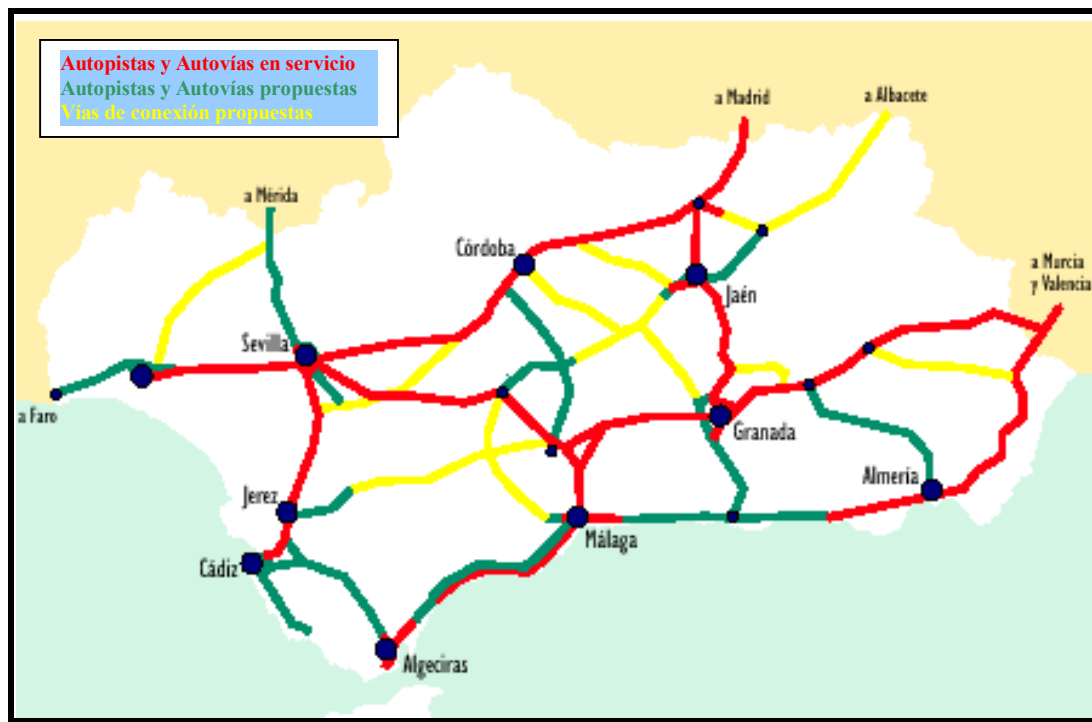 Autopistas y Autovías en servicio
Autopistas y Autovías propuestas
Vías de conexión propuestas
a Madrid
a Albacete
a Mérida
Córdoba
a Murcia
y Valencia
Jaén
Sevilla
a Faro
Granada
Almería
Jerez
Málaga
Cádiz
Algeciras